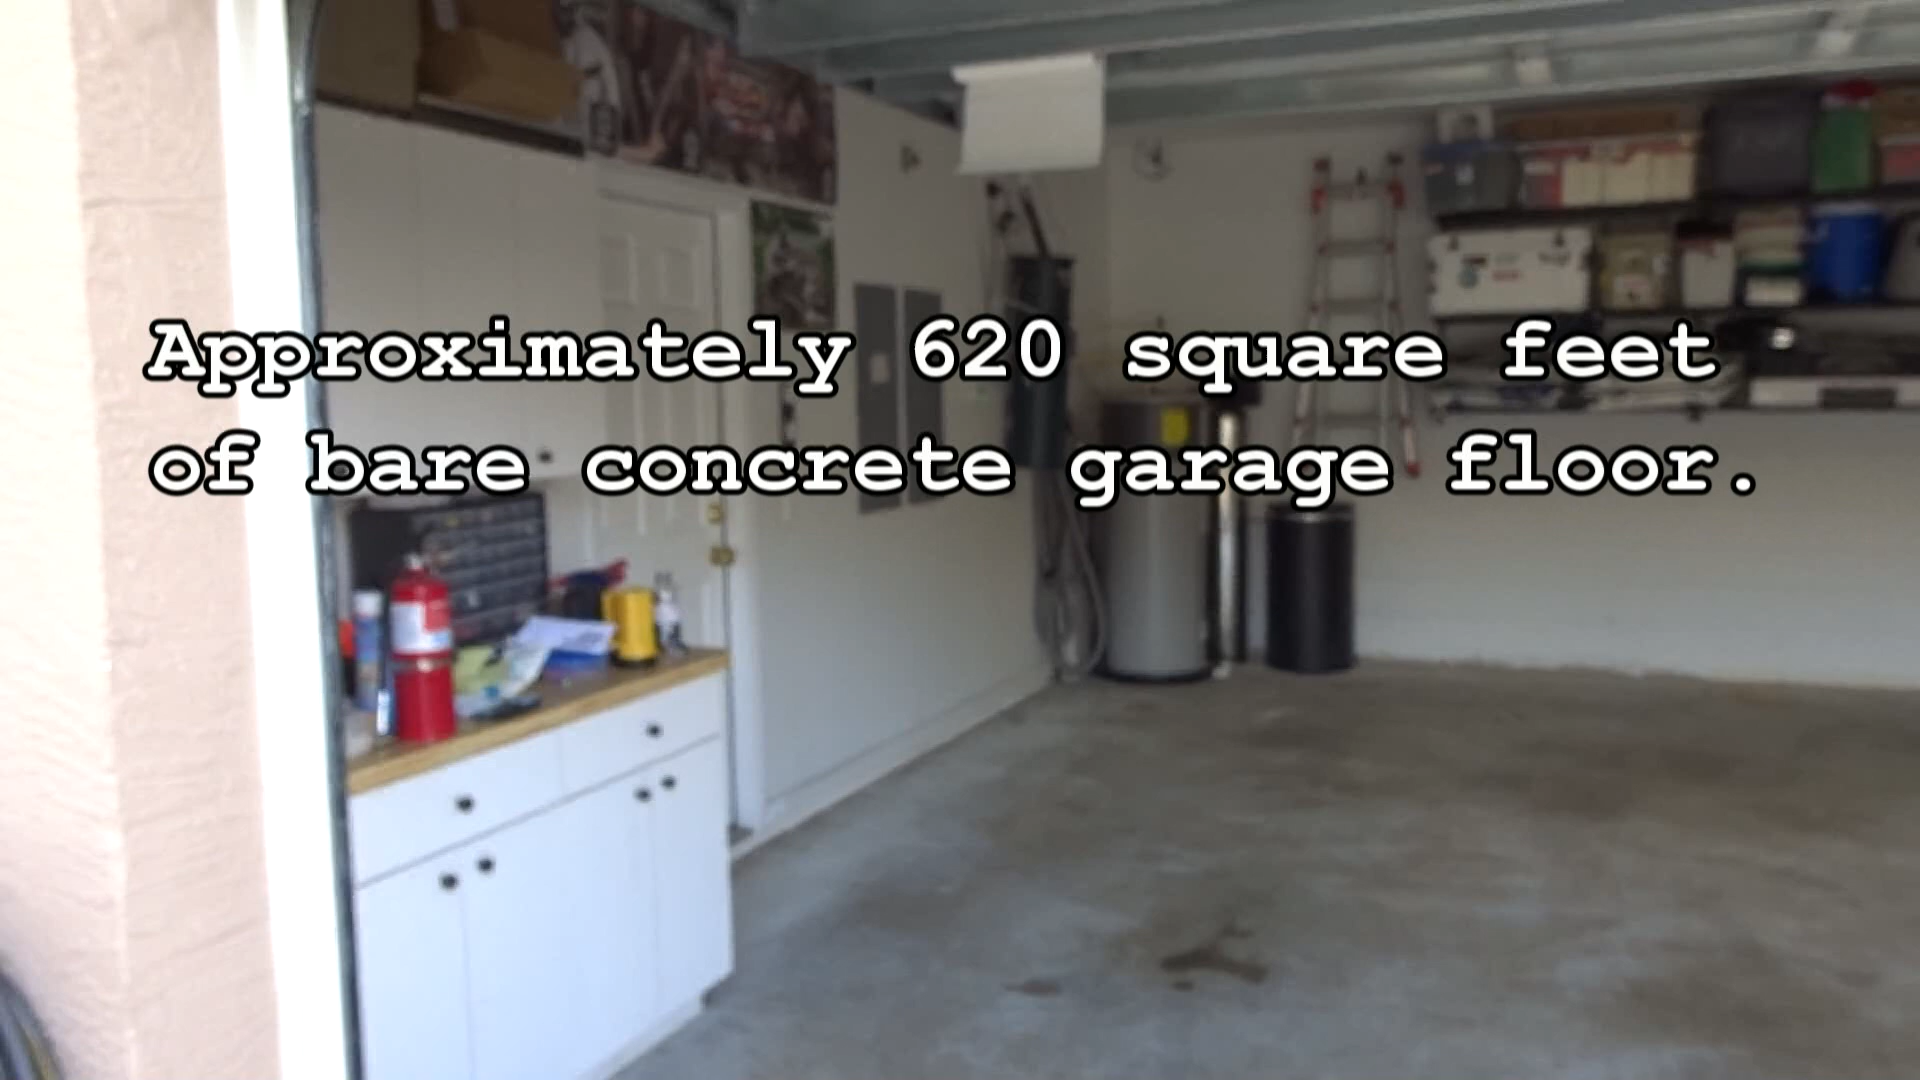 Approximately 620 square feet
of bare concrete garage floor.